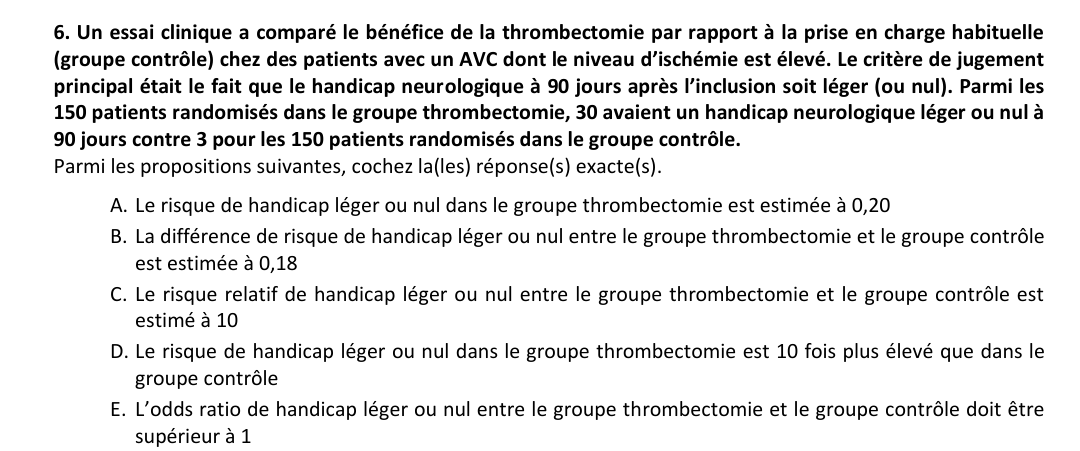 6. Un essai clinique a comparé le bénéfice de la thrombectomie par rapport à la prise en charge habituelle
(groupe contrôle) chez des patients avec un AVC dont le niveau d’ischémie est élevé. Le critère de jugement
principal était le fait que le handicap neurologique à 90 jours après l’inclusion soit léger (ou nul). Parmi les
150 patients randomisés dans le groupe thrombectomie, 30 avaient un handicap neurologique léger ou nul à
90 jours contre 3 pour les 150 patients randomisés dans le groupe contrôle.
Parmi les propositions suivantes, cochez la(les) réponse(s) exacte(s).
A. Le risque de handicap léger ou nul dans le groupe thrombectomie est estimée à 0,20
B. La différence de risque de handicap léger ou nul entre le groupe thrombectomie et le groupe contrôle
est estimée à 0,18
C. Le risque relatif de handicap léger ou nul entre le groupe thrombectomie et le groupe contrôle est
estimé à 10
D. Le risque de handicap léger ou nul dans le groupe thrombectomie est 10 fois plus élevé que dans le
groupe contrôle
E. L’odds ratio de handicap léger ou nul entre le groupe thrombectomie et le groupe contrôle doit être
supérieur à 1